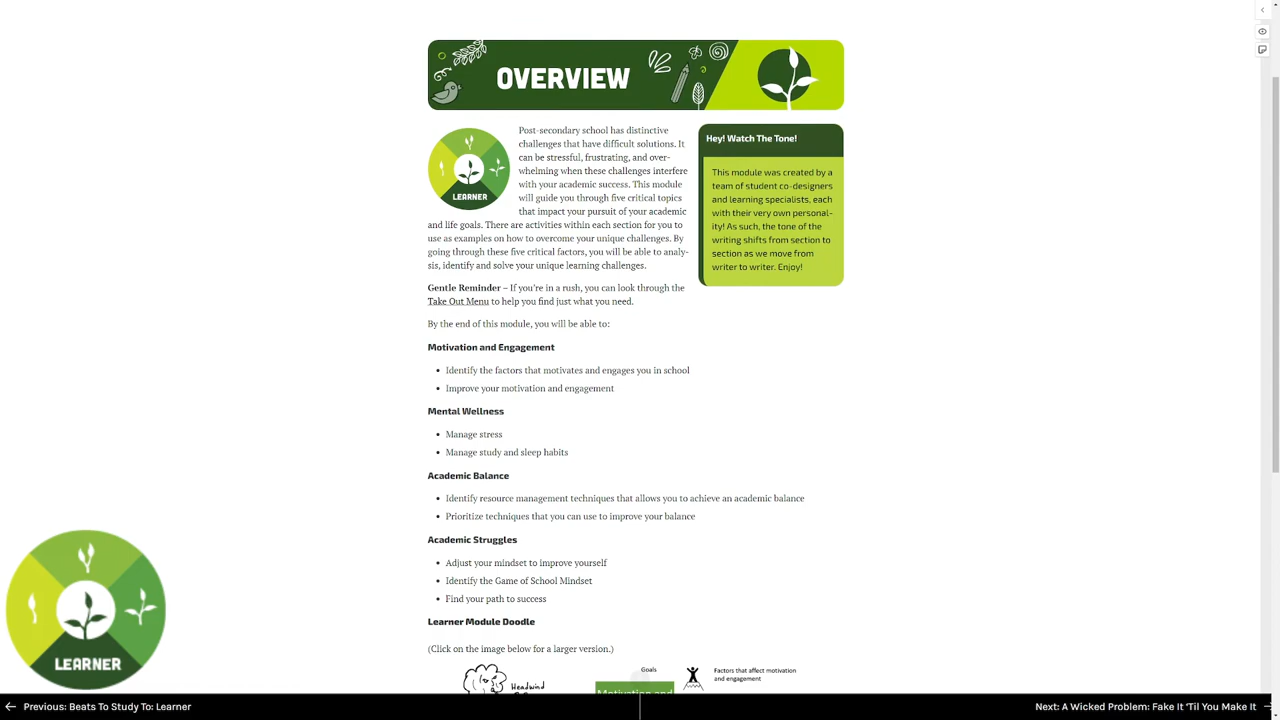 OVERVIEW
LEARNER
Post-secondary school has distinctive
challenges that have difficult solutions. It
can be stressful, frustrating, and over-
whelming when these challenges interfere
with your academic success. This module
will guide you through five critical topics
that impact your pursuit of your academic
and life goals. There are activities within each section for you to
use as examples on how to overcome your unique challenges. By
going through these five critical factors, you will be able to analy-
sis, identify and solve your unique learning challenges.
Hey! Watch The Tone!
This module was created by a
team of student co-designers
and learning specialists, each
with their very own personal-
ity! As such, the tone of the
writing shifts from section to
section as we move from
writer to writer. Enjoy!
Gentle Reminder – If you're in a rush, you can look through the
Take Out Menu to help you find just what you need.
By the end of this module, you will be able to:
Motivation and Engagement
• Identify the factors that motivates and engages you in school
• Improve your motivation and engagement
Mental Wellness
• Manage stress
• Manage study and sleep habits
Academic Balance
• Identify resource management techniques that allows you to achieve an academic balance
• Prioritize techniques that you can use to improve your balance
Academic Struggles
• Adjust your mindset to improve yourself
• Identify the Game of School Mindset
• Find your path to success
Learner Module Doodle
(Click on the image below for a larger version.)
Headwind
Goals
Motivation and
Factors that affect motivation
and engagement
LEARNER
← Previous: Beats To Study To: Learner
Next: A Wicked Problem: Fake It 'Til You Make It →